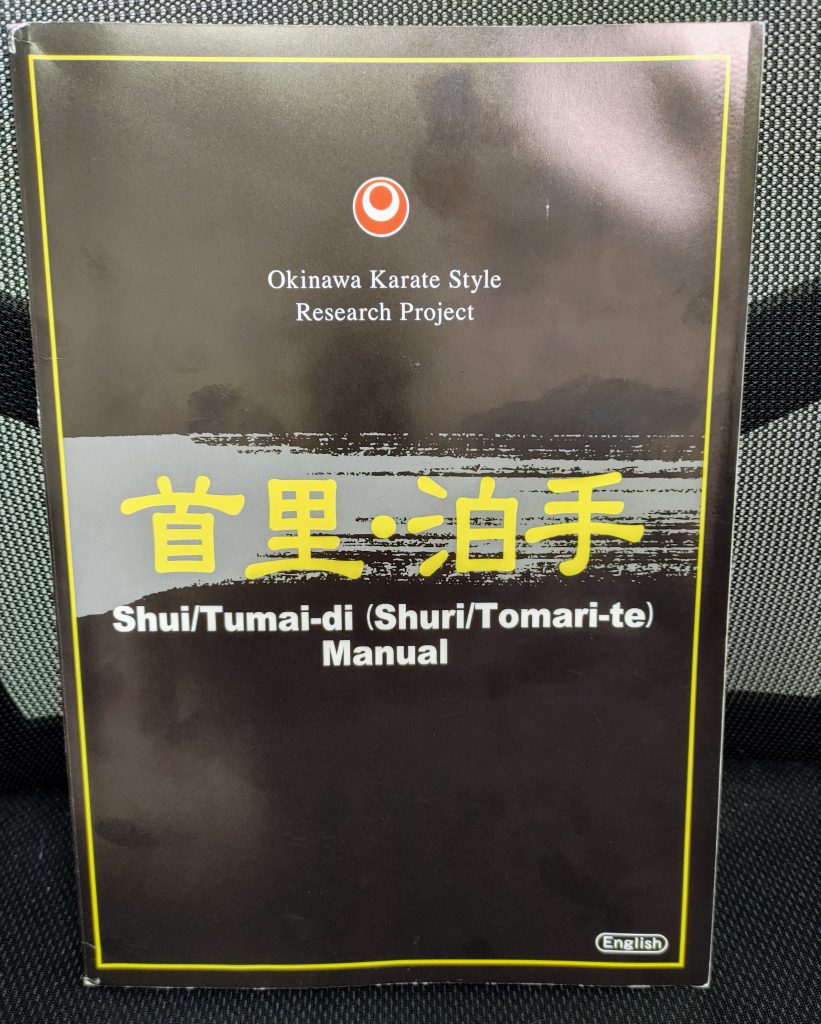 Okinawa Karate Style
Research Project
首里・泊手
Shui/Tumai-di (Shuri/Tomari-te)
Manual
English